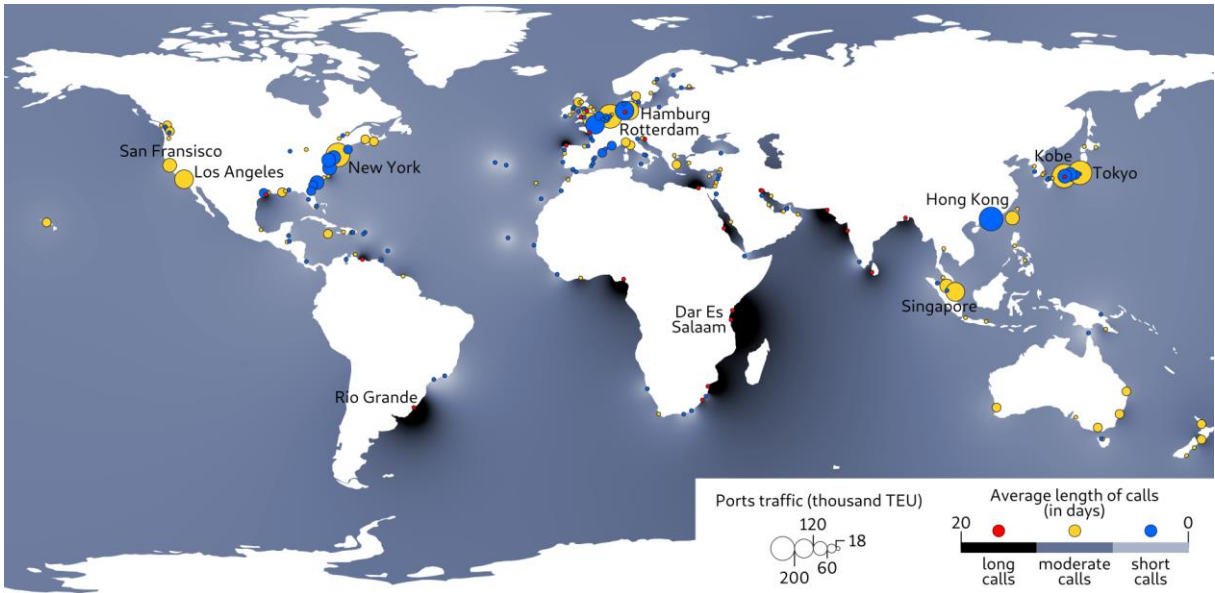 Hamburg
Rotterdam
San Fransisco
Los Angeles
New York
Kobe
Tokyo
Hong Kong
Singapore
Dar Es
Salaam
Rio Grande
Ports traffic (thousand TEU)
120
18
200
60
Average length of calls
(in days)
20
0
long
calls
moderate
calls
short
calls